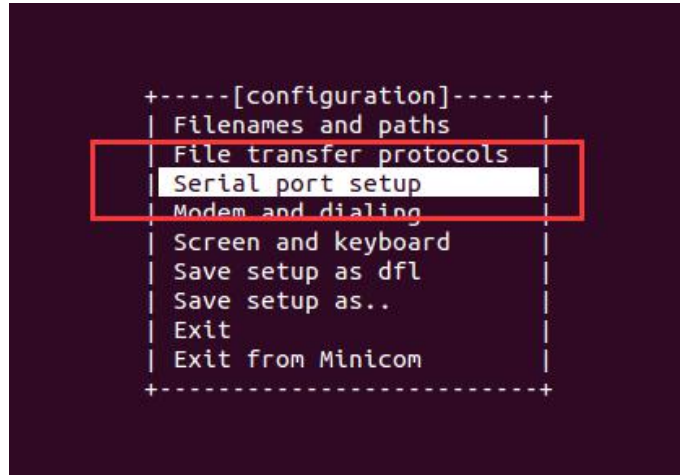 +-----[configuration]------+
| Filenames and paths |
| File transfer protocols |
| Serial port setup |
| Modem and dialing |
| Screen and keyboard |
| Save setup as dfl |
| Save setup as.. |
| Exit |
| Exit from Minicom |
+--------------------------+